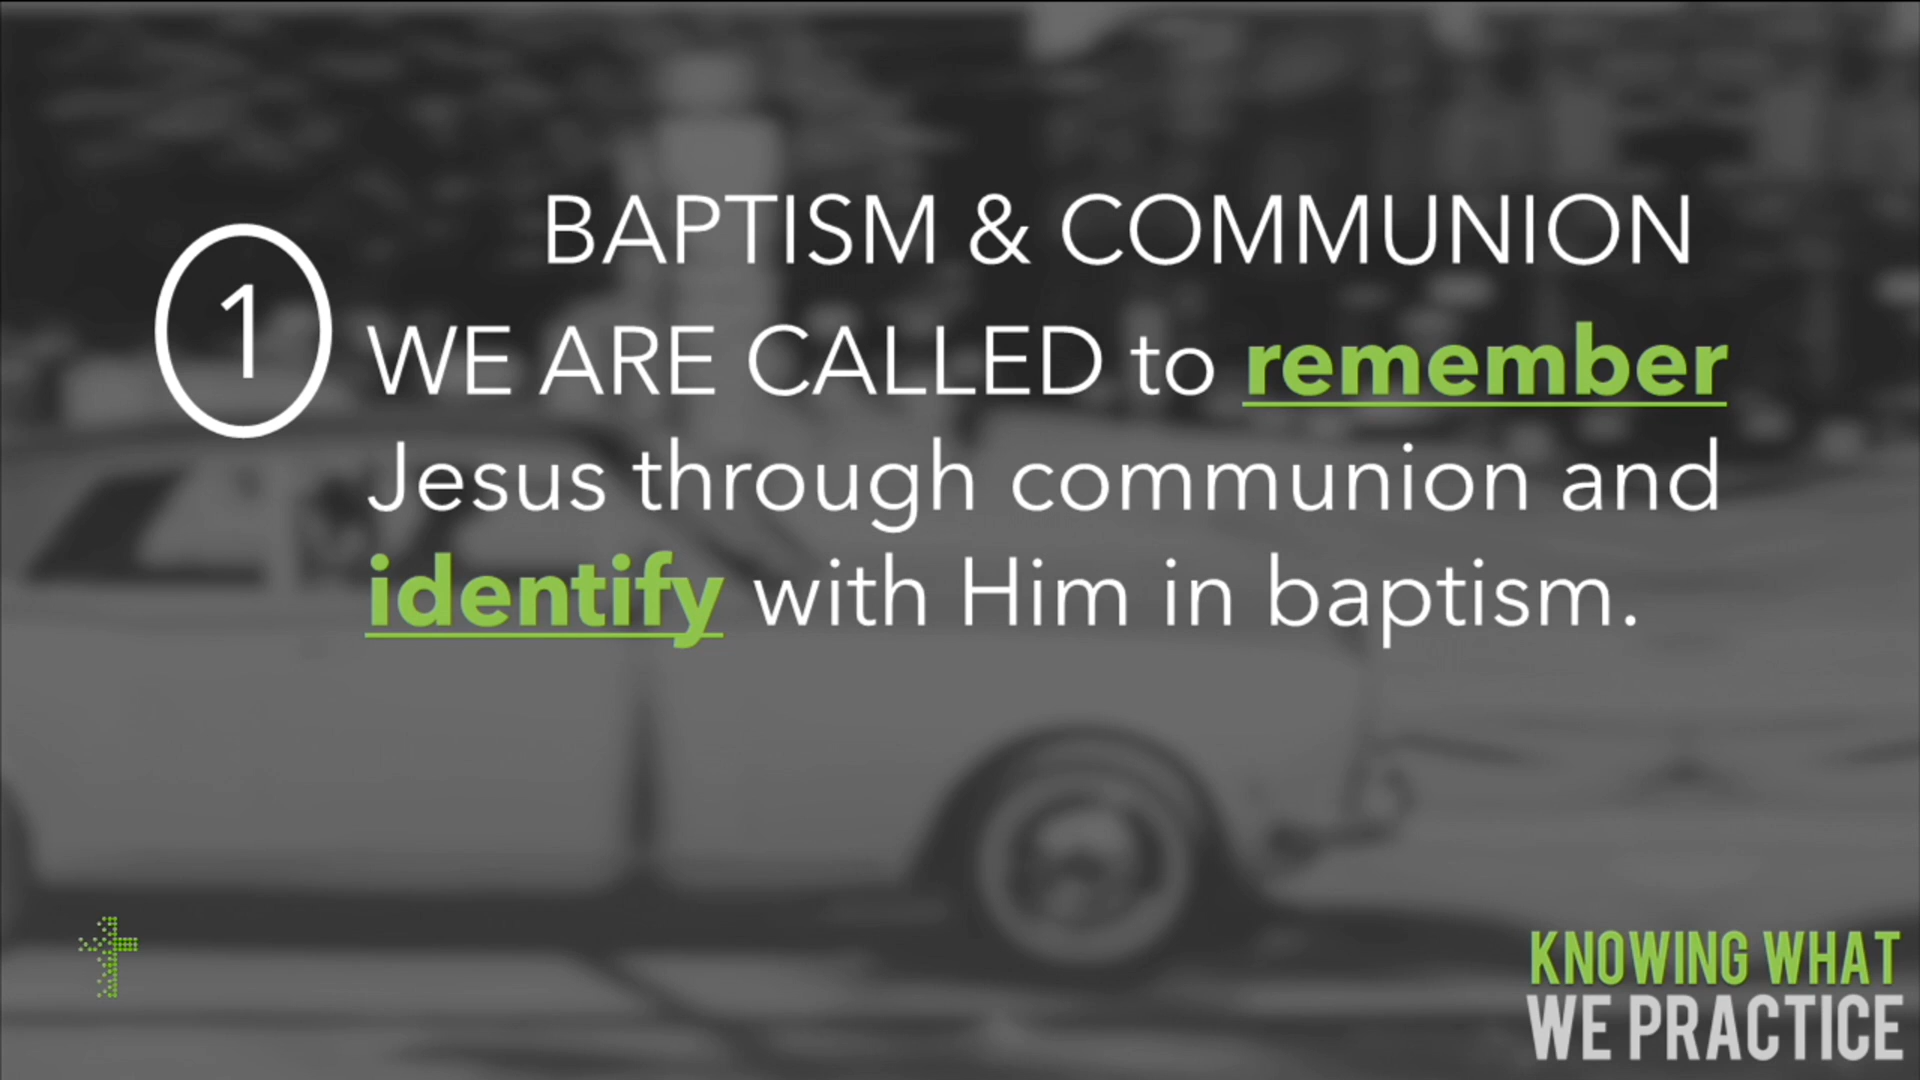 1
BAPTISM & COMMUNION
WE ARE CALLED to remember
Jesus through communion and
identify with Him in baptism.
KNOWING WHAT
WE PRACTICE